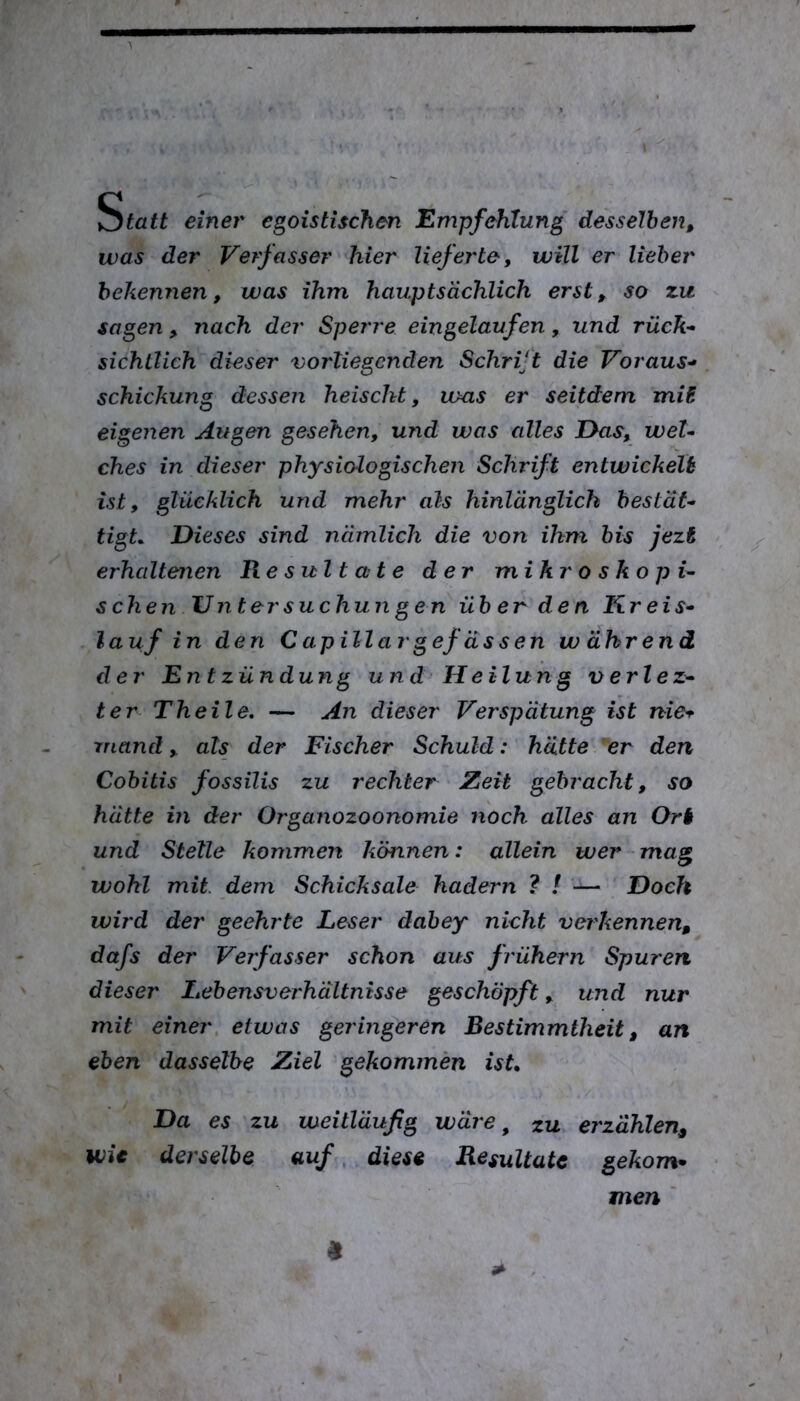 Statt einer egoistischen Empfehlung desselben,
was der Verfasser hier lieferte, will er lieber
bekennen, was ihm hauptsächlich erst, so zu
sagen, nach der Sperre eingelaufen, und rück-
sichtlich dieser vorliegenden Schrift die Voraus-
schickung dessen heischt, was er seitdem mit
eigenen Augen gesehen, und was alles Das, wel-
ches in dieser physiologischen Schrift entwickelt
ist, glücklich und mehr als hinlänglich bestät-
tigt. Dieses sind nämlich die von ihm bis jezt
erhaltenen Resultate der mikroskopi-
schen Untersuchungen über den Kreis-
lauf in den Capillargefässen während
der Entzündung und Heilung verlez-
ter Theile. — An dieser Verspätung ist nie-
mand, als der Fischer Schuld: hätte er den
Cobitis fossilis zu rechter Zeit gebracht, so
hätte in der Organozoonomie noch alles an Ort
und Stelle kommen können: allein wer mag
wohl mit dem Schicksale hadern ? ! — Doch
wird der geehrte Leser dabey nicht verkennen,
dafs der Verfasser schon aus frühern Spuren
dieser Lebensverhältnisse geschöpft, und nur
mit einer etwas geringeren Bestimmtheit, an
eben dasselbe Ziel gekommen ist.
Da es zu weitläufig wäre, zu erzählen,
wie derselbe auf diese Resultate gekom-
men